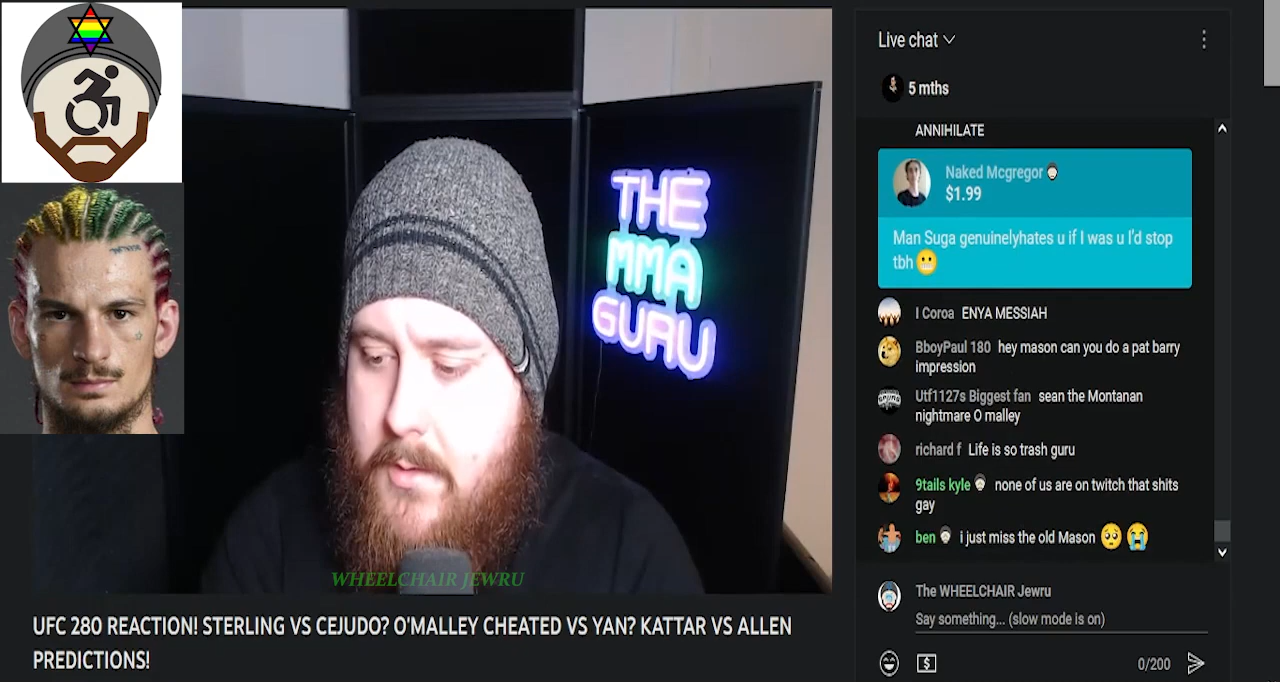 THE
MMA
GURU
WHEELCHAIR JEWRU
UFC 280 REACTION! STERLING VS CEJUDO? O'MALLEY CHEATED VS YAN? KATTAR VS ALLEN
PREDICTIONS!
Live chat
5 mths
ANNIHILATE
Naked Mcgregor
$1.99
Man Suga genuinelyhates u if I was u I'd stop
tbh 😬
I Coroa ENYA MESSIAH
BboyPaul 180 hey mason can you do a pat barry
impression
Utf1127s Biggest fan sean the Montanan
nightmare O malley
richard f Life is so trash guru
9tails kyle none of us are on twitch that shits
gay
ben i just miss the old Mason 🥺 😭
The WHEELCHAIR Jewru
Say something... (slow mode is on)
0/200